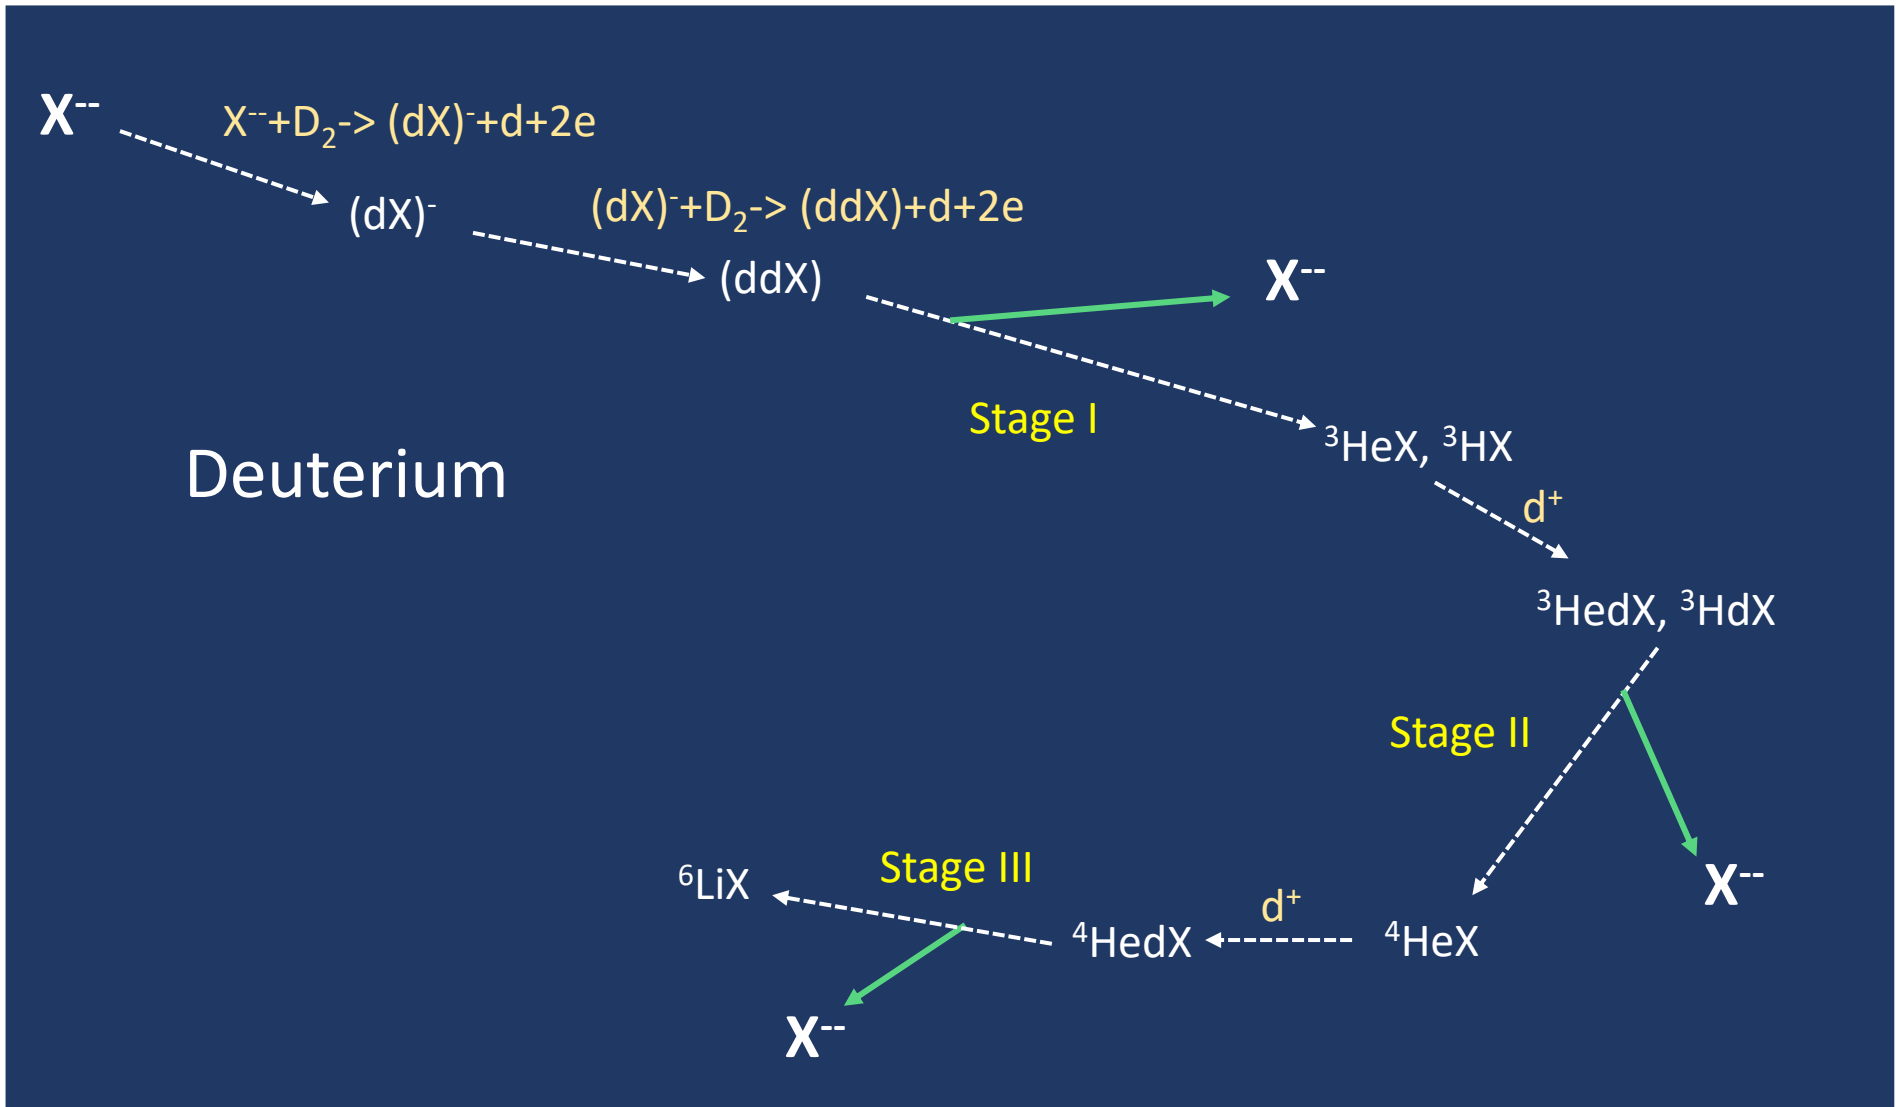 X⁻⁻
X⁻⁻+D₂-> (dX)⁻+d+2e
(dX)⁻
(dX)⁻+D₂-> (ddX)+d+2e
(ddX)
X⁻⁻
Stage I
³HeX, ³HX
Deuterium
d⁺
³HedX, ³HdX
Stage II
Stage III
⁶LiX
X⁻⁻
d⁺
⁴HedX
⁴HeX
X⁻⁻